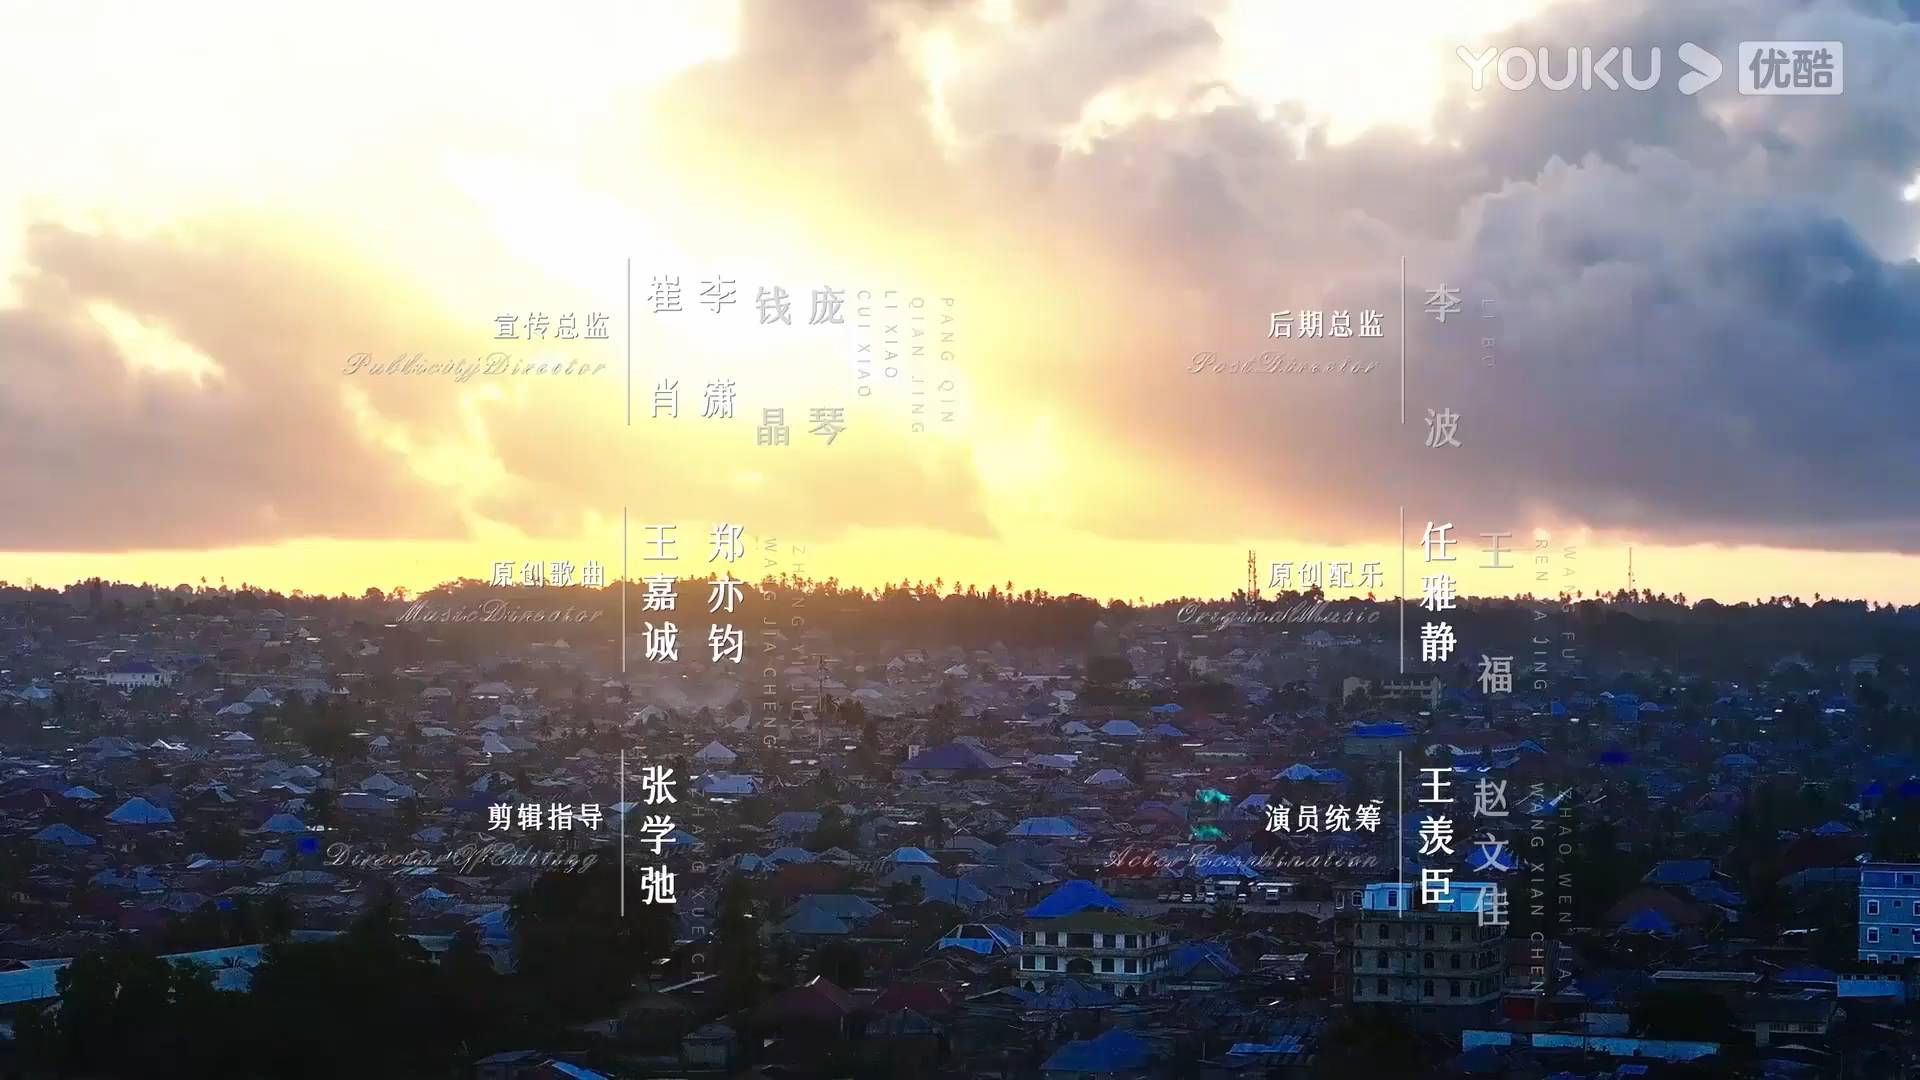 YOUKU 优酷
宣传总监
Publicity Director
崔肖
李潇
钱晶
庞琴
CUI XIAO
LI XIAO
QIAN JING
PANG QIN
后期总监
Post Director
李波
LI BO
原创歌曲
Music Director
王嘉诚
郑亦钧
WANG JIA CHENG
原创配乐
Original Music
任雅静
王福
REN YA JING
WANG FU
剪辑指导
Director Of Editing
张学弛
演员统筹
Actor Coordination
王羡臣
赵文佳
WANG XIAN CHEN
ZHAO WEN JIA